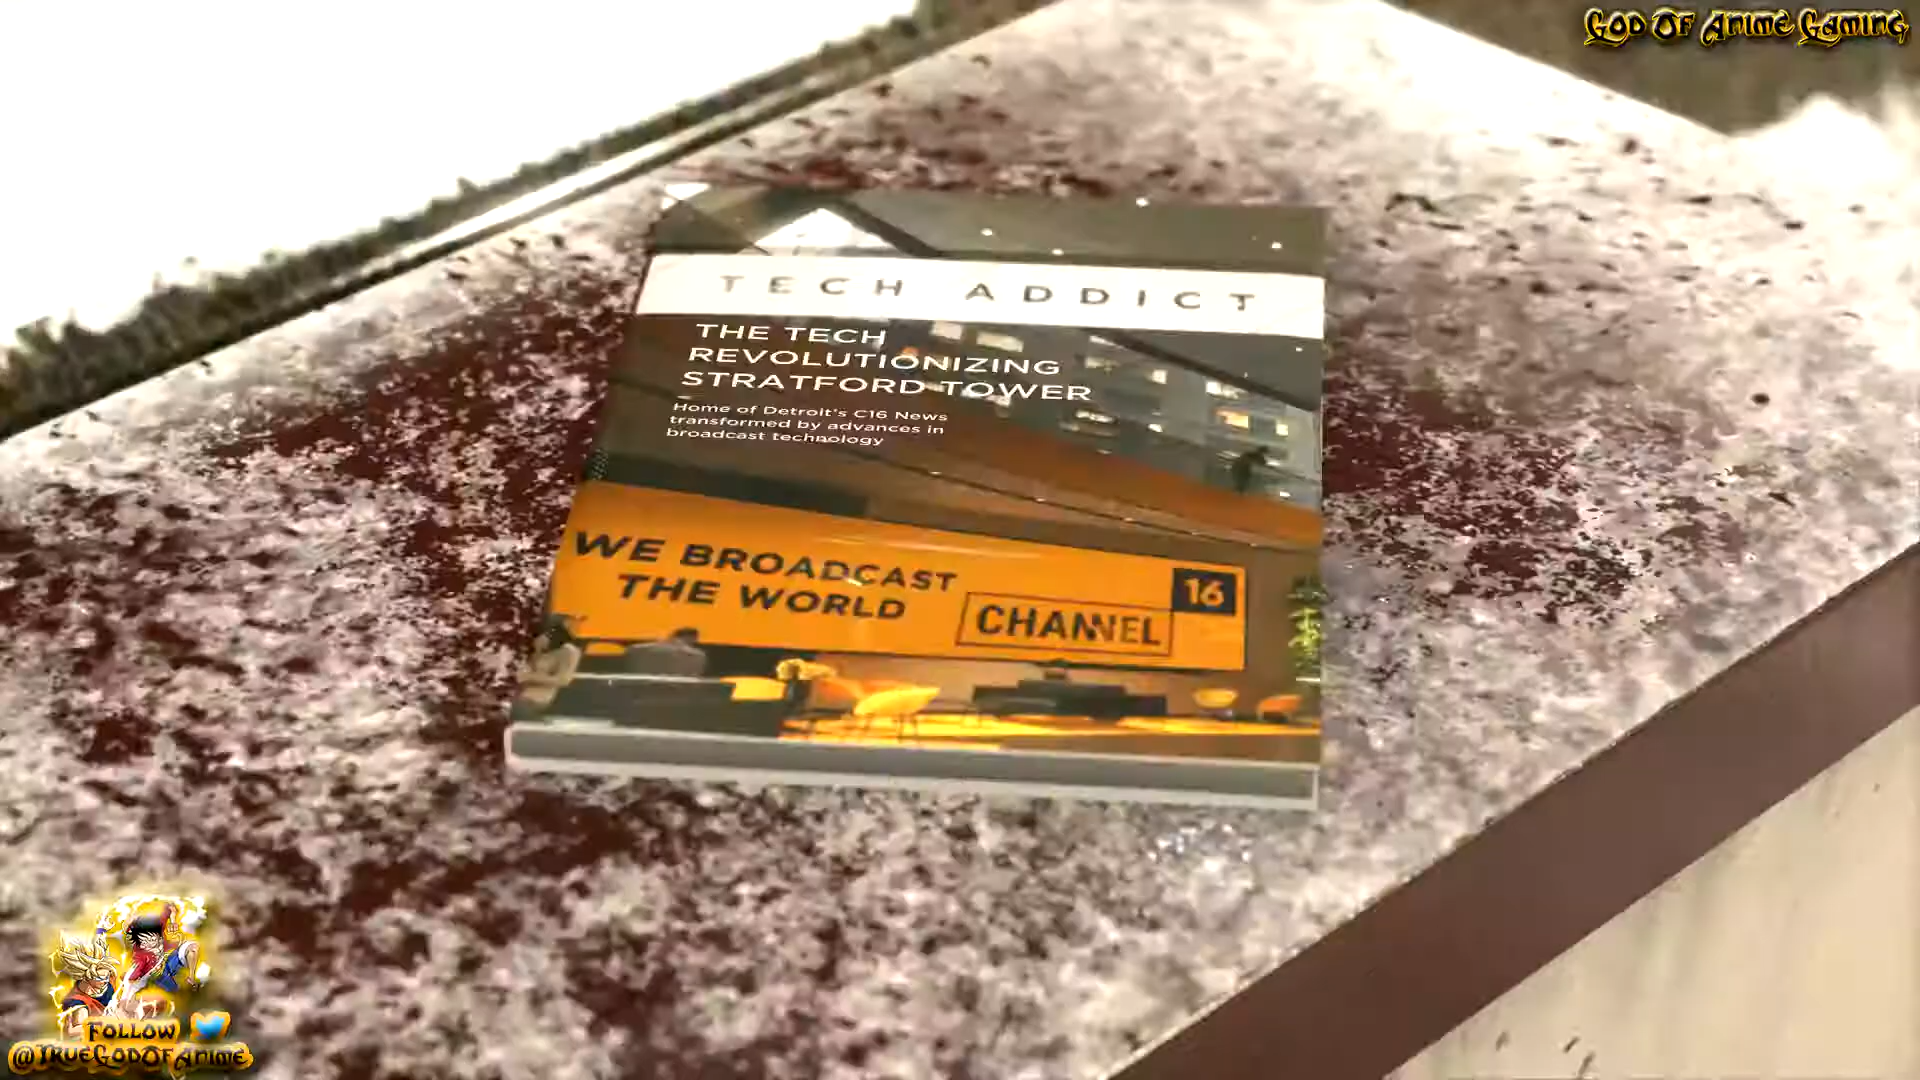 God Of Anime Gaming
TECH ADDICT
THE TECH
REVOLUTIONIZING
STRATFORD TOWER
Home of Detroit's C16 News
transformed by advances in
broadcast technology
WE BROADCAST
THE WORLD
CHANNEL
16
Follow
@TrueGodOfAnime